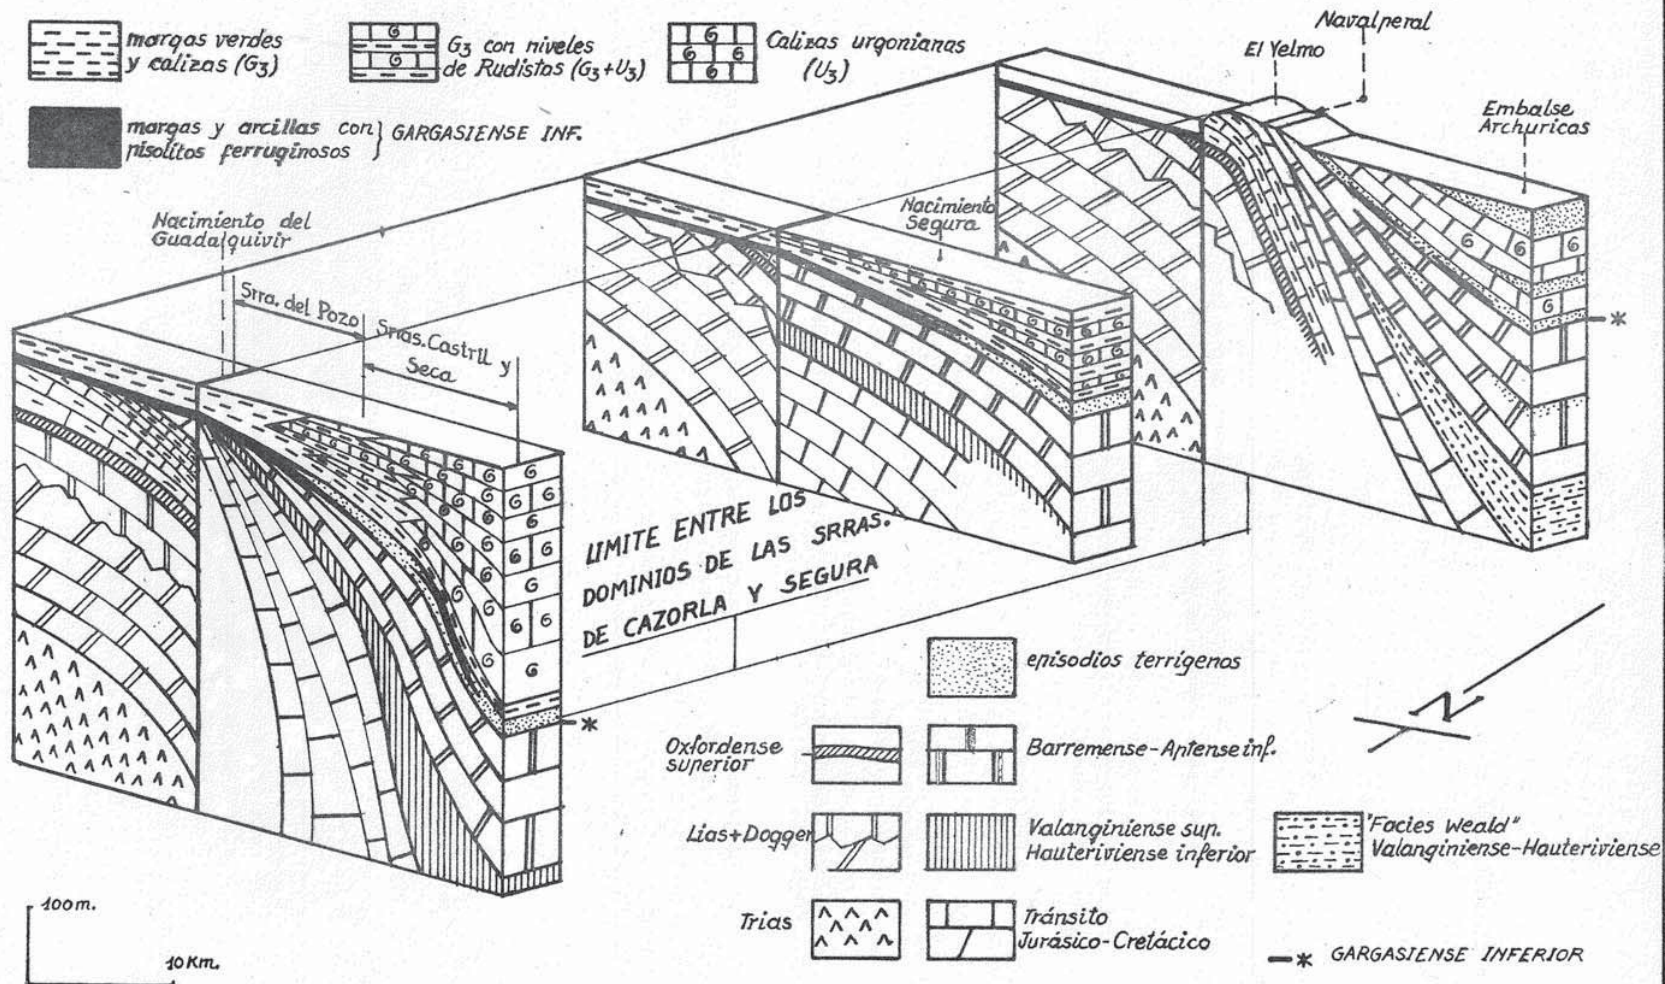 margas verdes
y calizas (G3)
G3 con niveles
de Rudistas (G3+U3)
Calizas urgonianas
(U3)
margas y arcillas con
pisolitos ferruginosos
GARGASIENSE INF.
Navalperal
El Yelmo
Embalse
Archuricas
Nacimiento del
Guadalquivir
Nacimiento
Segura
Srra. del Pozo
Srras. Castril y
Seca
LIMITE ENTRE LOS
DOMINIOS DE LAS SRRAS.
DE CAZORLA Y SEGURA
*
*
N
episodios terrígenos
Oxfordense
superior
Barremense-Aptense inf.
Lias+Dogger
Valanginiense sup.
Hauteriviense inferior
"Facies Weald"
Valanginiense-Hauteriviense
Trias
Tránsito
Jurásico-Cretácico
* GARGASIENSE INFERIOR
100m.
10Km.